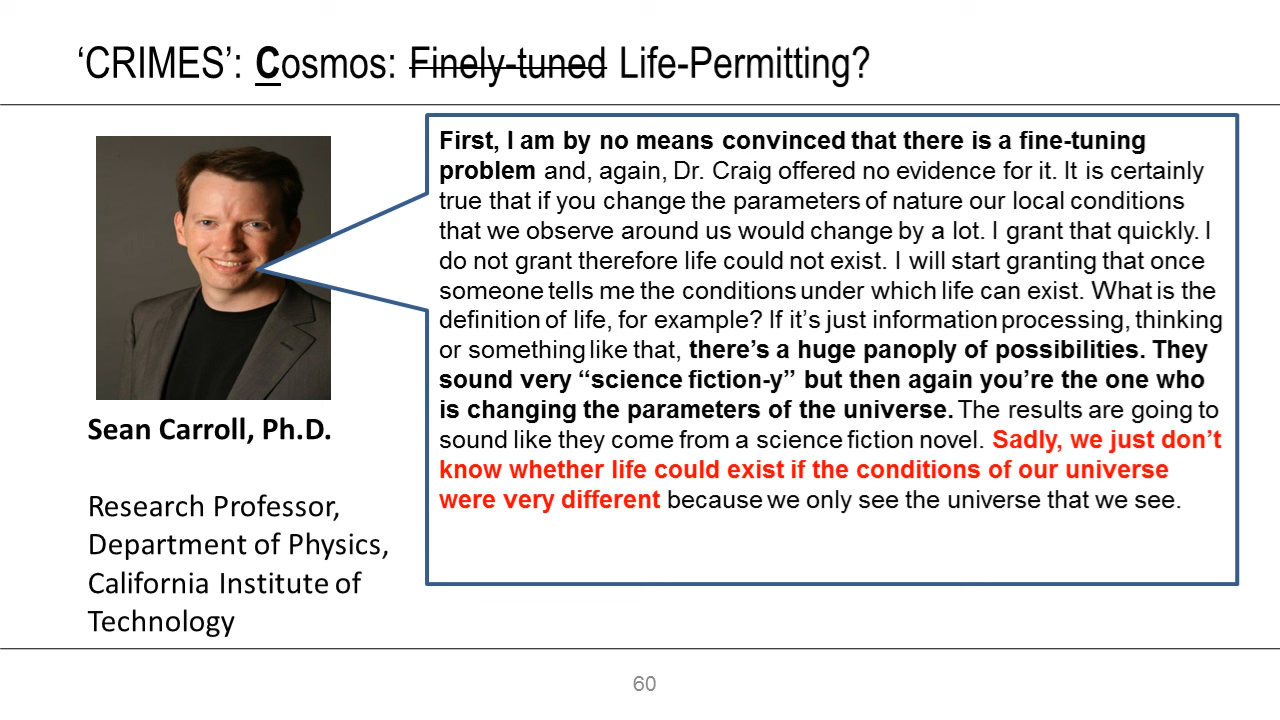 ‘CRIMES’: Cosmos: Finely-tuned Life-Permitting?
First, I am by no means convinced that there is a fine-tuning
problem and, again, Dr. Craig offered no evidence for it. It is certainly
true that if you change the parameters of nature our local conditions
that we observe around us would change by a lot. I grant that quickly. I
do not grant therefore life could not exist. I will start granting that once
someone tells me the conditions under which life can exist. What is the
definition of life, for example? If it’s just information processing, thinking
or something like that, there’s a huge panoply of possibilities. They
sound very “science fiction-y” but then again you’re the one who
is changing the parameters of the universe. The results are going to
sound like they come from a science fiction novel. Sadly, we just don’t
know whether life could exist if the conditions of our universe
were very different because we only see the universe that we see.
Sean Carroll, Ph.D.
Research Professor,
Department of Physics,
California Institute of
Technology
60